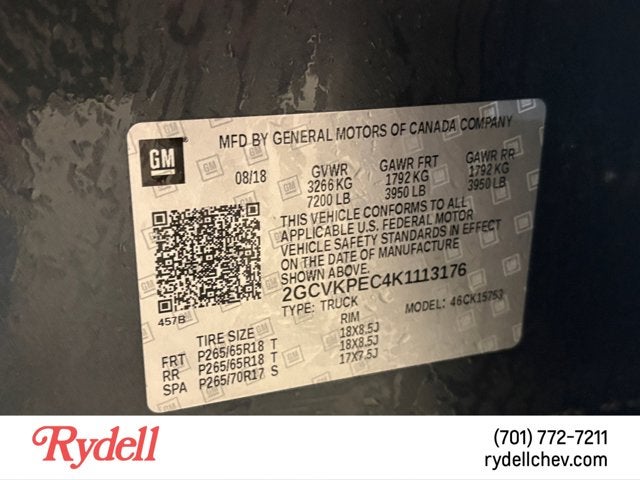 GM
MFD BY GENERAL MOTORS OF CANADA COMPANY
08/18 GVWR GAWR FRT GAWR RR
3266 KG 1792 KG 1792 KG
7200 LB 3950 LB 3950 LB
THIS VEHICLE CONFORMS TO ALL
APPLICABLE U.S. FEDERAL MOTOR
VEHICLE SAFETY STANDARDS IN EFFECT
ON THE DATE OF MANUFACTURE
SHOWN ABOVE.
2GCVKPEC4K1113176
457B TYPE: TRUCK MODEL: 46CK15753
TIRE SIZE RIM
FRT P265/65R18 T 18X8.5J
RR P265/65R18 T 18X8.5J
SPA P265/70R17 S 17X7.5J
Rydell
(701) 772-7211
rydellchev.com